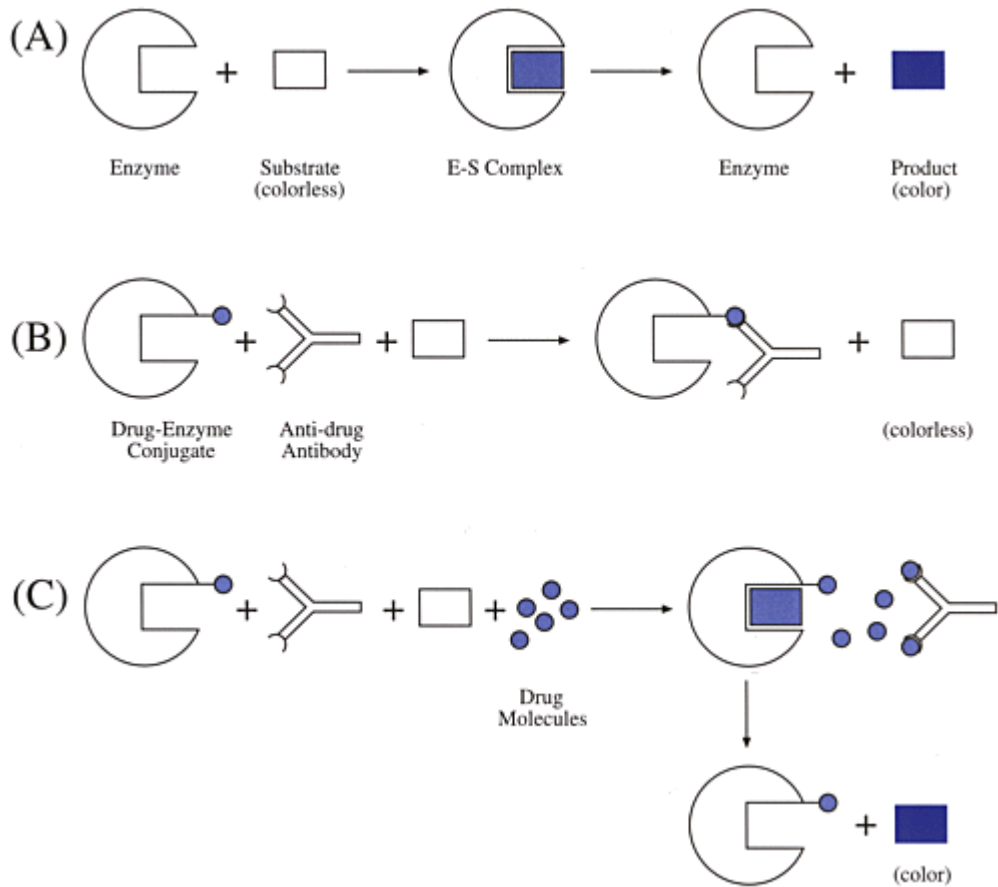 (A)
Enzyme
Substrate
(colorless)
E-S Complex
Enzyme
Product
(color)
(B)
Drug-Enzyme
Conjugate
Anti-drug
Antibody
(colorless)
(C)
Drug
Molecules
(color)